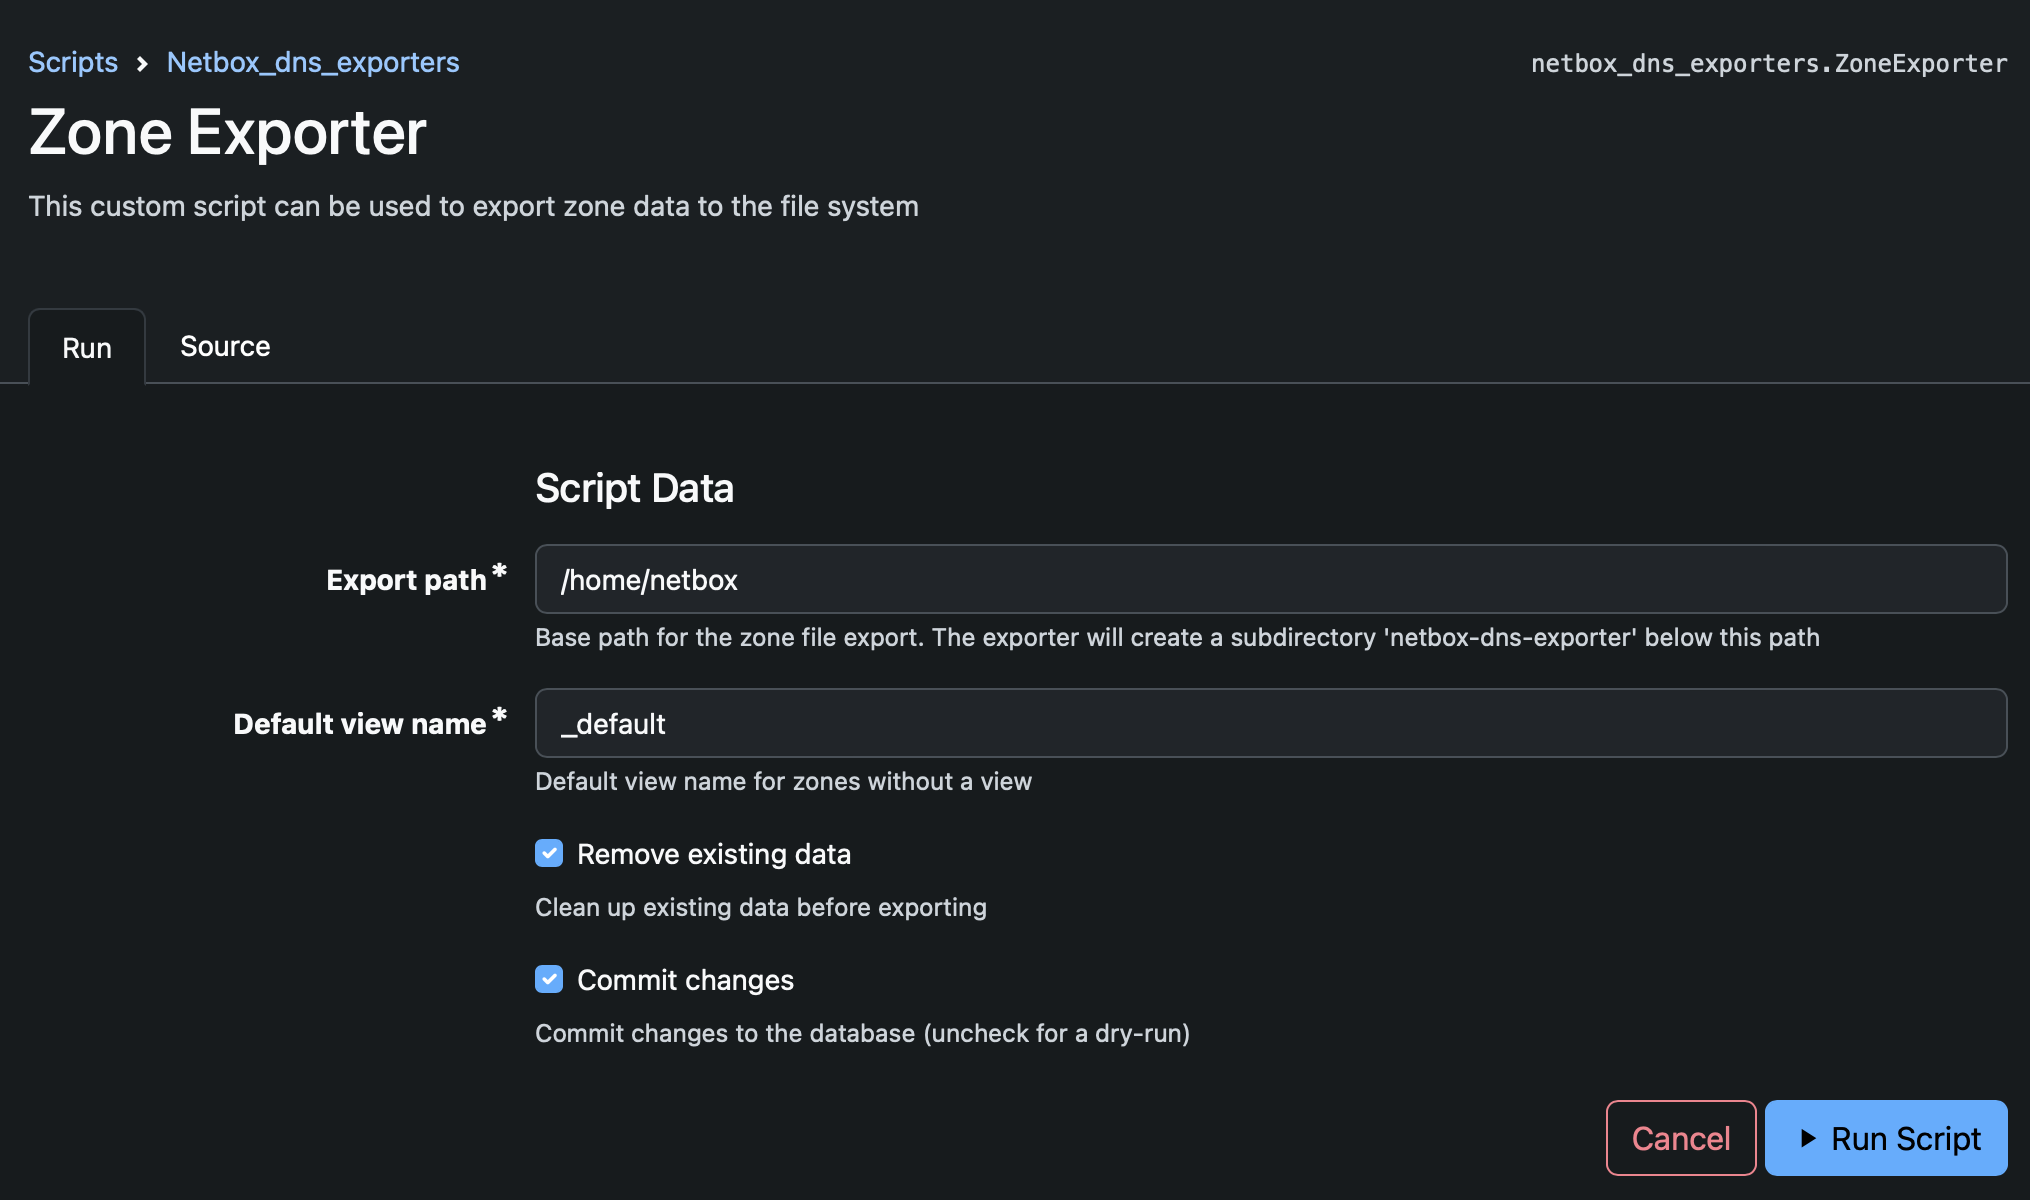 Scripts > Netbox_dns_exporters
netbox_dns_exporters.ZoneExporter
Zone Exporter
This custom script can be used to export zone data to the file system
Run
Source
Script Data
Export path*
/home/netbox
Base path for the zone file export. The exporter will create a subdirectory 'netbox-dns-exporter' below this path
Default view name*
_default
Default view name for zones without a view
Remove existing data
Clean up existing data before exporting
Commit changes
Commit changes to the database (uncheck for a dry-run)
Cancel
Run Script